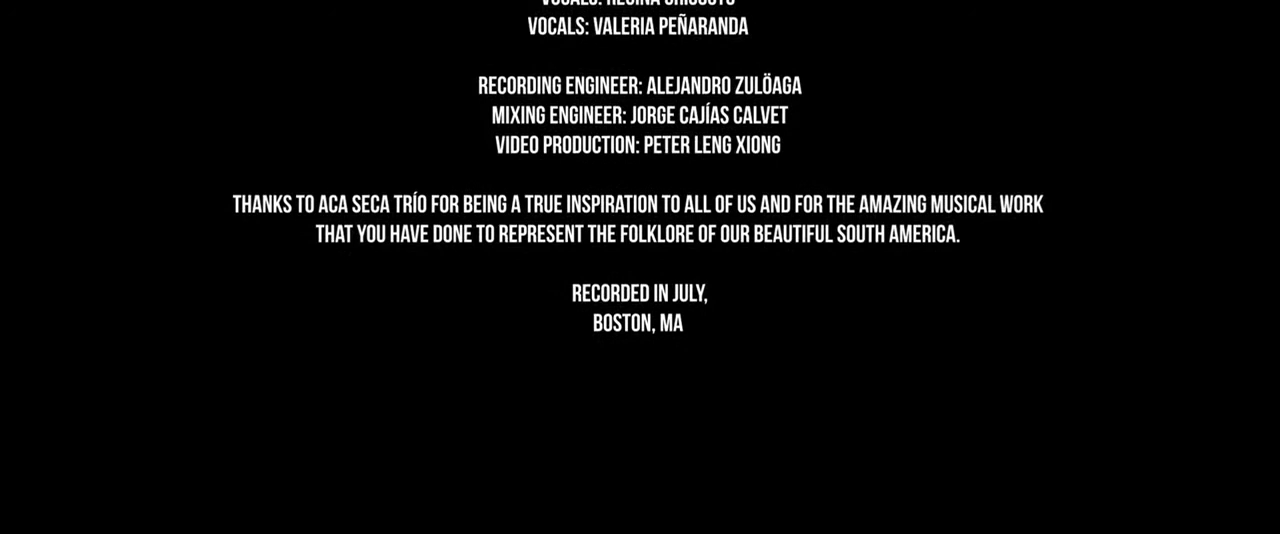 VOCALS: VALERIA PEÑARANDA
RECORDING ENGINEER: ALEJANDRO ZULÖAGA
MIXING ENGINEER: JORGE CAJÍAS CALVET
VIDEO PRODUCTION: PETER LENG XIONG
THANKS TO ACA SECA TRÍO FOR BEING A TRUE INSPIRATION TO ALL OF US AND FOR THE AMAZING MUSICAL WORK
THAT YOU HAVE DONE TO REPRESENT THE FOLKLORE OF OUR BEAUTIFUL SOUTH AMERICA.
RECORDED IN JULY,
BOSTON, MA